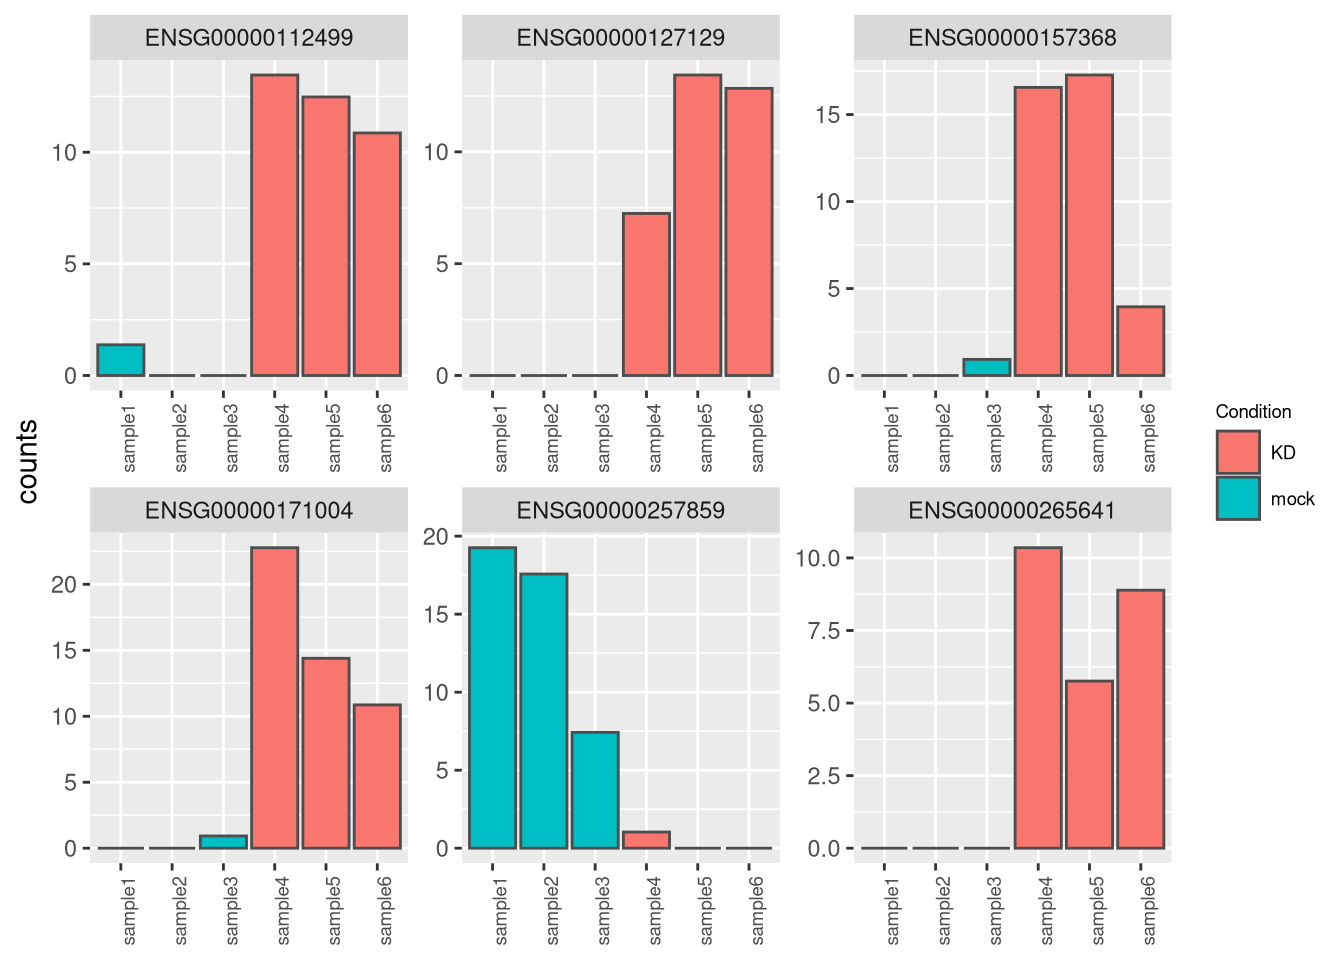 counts
ENSG00000112499
10
5
0
sample1 sample2 sample3 sample4 sample5 sample6
ENSG00000127129
10
5
0
sample1 sample2 sample3 sample4 sample5 sample6
ENSG00000157368
15
10
5
0
sample1 sample2 sample3 sample4 sample5 sample6
ENSG00000171004
20
15
10
5
0
sample1 sample2 sample3 sample4 sample5 sample6
ENSG00000257859
20
15
10
5
0
sample1 sample2 sample3 sample4 sample5 sample6
ENSG00000265641
10.0
7.5
5.0
2.5
0.0
sample1 sample2 sample3 sample4 sample5 sample6
Condition
KD
mock